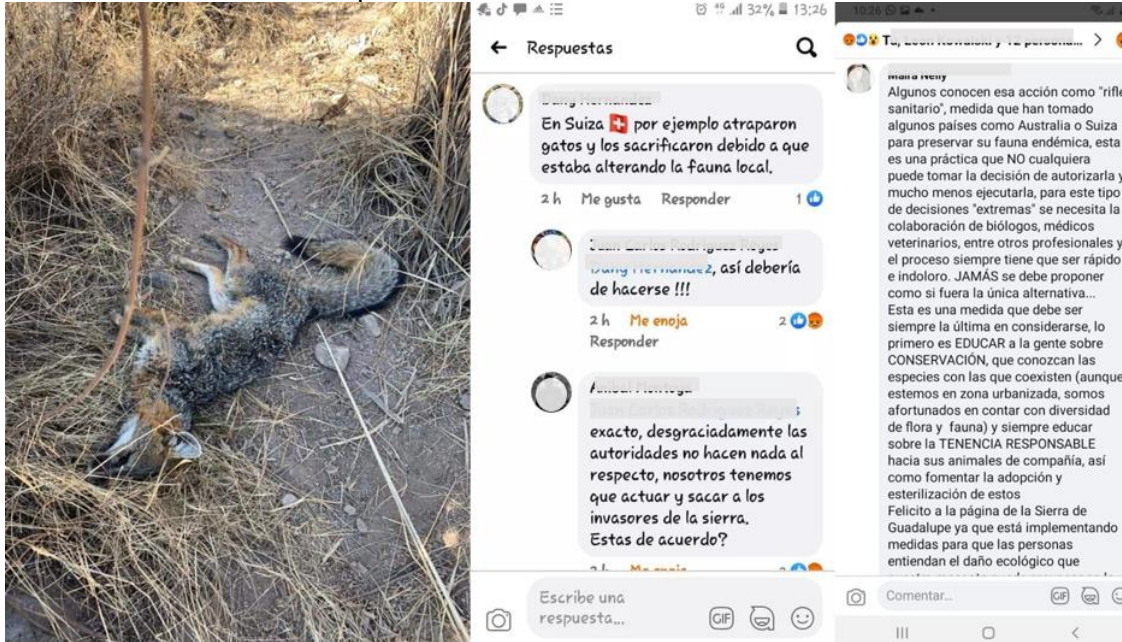 32% 13:26
Respuestas
En Suiza por ejemplo atraparon
gatos y los sacrificaron debido a que
estaba alterando la fauna local.
2 h Me gusta Responder 1
, así debería
de hacerse !!!
2 h Me enoja 2
Responder
exacto, desgraciadamente las
autoridades no hacen nada al
respecto, nosotros tenemos
que actuar y sacar a los
invasores de la sierra.
Estas de acuerdo?
Escribe una
respuesta...
GIF
10:26
Maira Nelly
Algunos conocen esa acción como "rifle
sanitario", medida que han tomado
algunos países como Australia o Suiza
para preservar su fauna endémica, esta
es una práctica que NO cualquiera
puede tomar la decisión de autorizarla y
mucho menos ejecutarla, para este tipo
de decisiones "extremas" se necesita la
colaboración de biólogos, médicos
veterinarios, entre otros profesionales y
el proceso siempre tiene que ser rápido
e indoloro. JAMÁS se debe proponer
como si fuera la única alternativa...
Esta es una medida que debe ser
siempre la última en considerarse, lo
primero es EDUCAR a la gente sobre
CONSERVACIÓN, que conozcan las
especies con las que coexisten (aunque
estemos en zona urbanizada, somos
afortunados en contar con diversidad
de flora y fauna) y siempre educar
sobre la TENENCIA RESPONSABLE
hacia sus animales de compañía, así
como fomentar la adopción y
esterilización de estos
Felicito a la página de la Sierra de
Guadalupe ya que está implementando
medidas para que las personas
entiendan el daño ecológico que
Comentar...
GIF